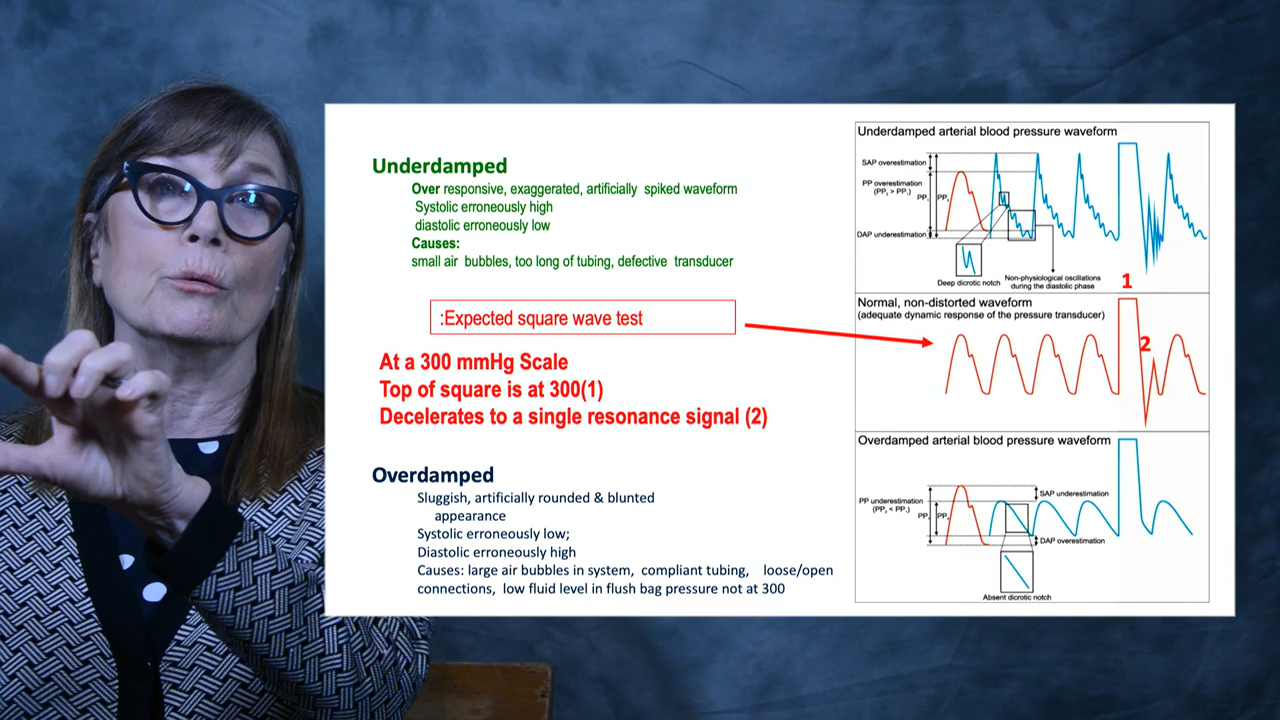 Underdamped
Over responsive, exaggerated, artificially spiked waveform
Systolic erroneously high
diastolic erroneously low
Causes:
small air bubbles, too long of tubing, defective transducer
:Expected square wave test
At a 300 mmHg Scale
Top of square is at 300(1)
Decelerates to a single resonance signal (2)
Overdamped
Sluggish, artificially rounded & blunted
appearance
Systolic erroneously low;
Diastolic erroneously high
Causes: large air bubbles in system, compliant tubing, loose/open
connections, low fluid level in flush bag pressure not at 300
Underdamped arterial blood pressure waveform
SAP overestimation
PP overestimation
DAP underestimation
Deep dicrotic notch
Non-physiological oscillations
during the diastolic phase
1
Normal, non-distorted waveform
(adequate dynamic response of the pressure transducer)
2
Overdamped arterial blood pressure waveform
PP underestimation
SAP underestimation
DAP overestimation
Absent dicrotic notch